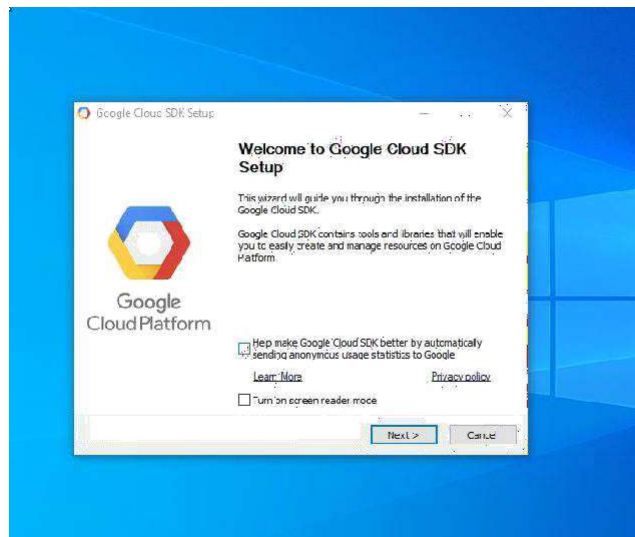 Google Cloud SDK Setup
Welcome to Google Cloud SDK
Setup
This wizard will guide you through the installation of the
Google Cloud SDK.
Google Cloud SDK contains tools and libraries that will enable
you to easily create and manage resources on Google Cloud
Platform
Google
Cloud Platform
Help make Google Cloud SDK better by automatically
sending anonymous usage statistics to Google
Learn More
Privacy policy
Turn on screen reader mode
Next >
Cancel